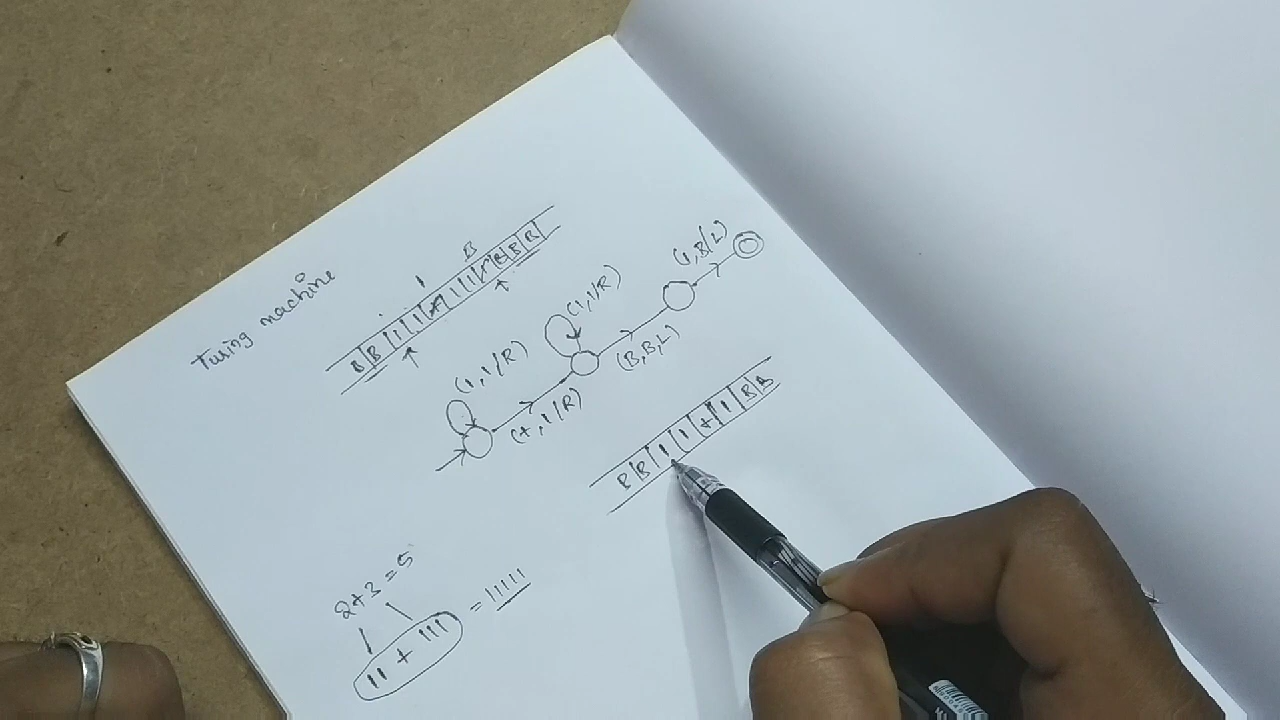 Turing machine
1 B
B B 1 1 + 1 1 1 B B B
(1, 1/R)
(+, 1/R)
(1, 1/R)
(B, B, L)
(1, B/L)
B B 1 1 + 1 B B
2+3=5
11 + 111 = 11111